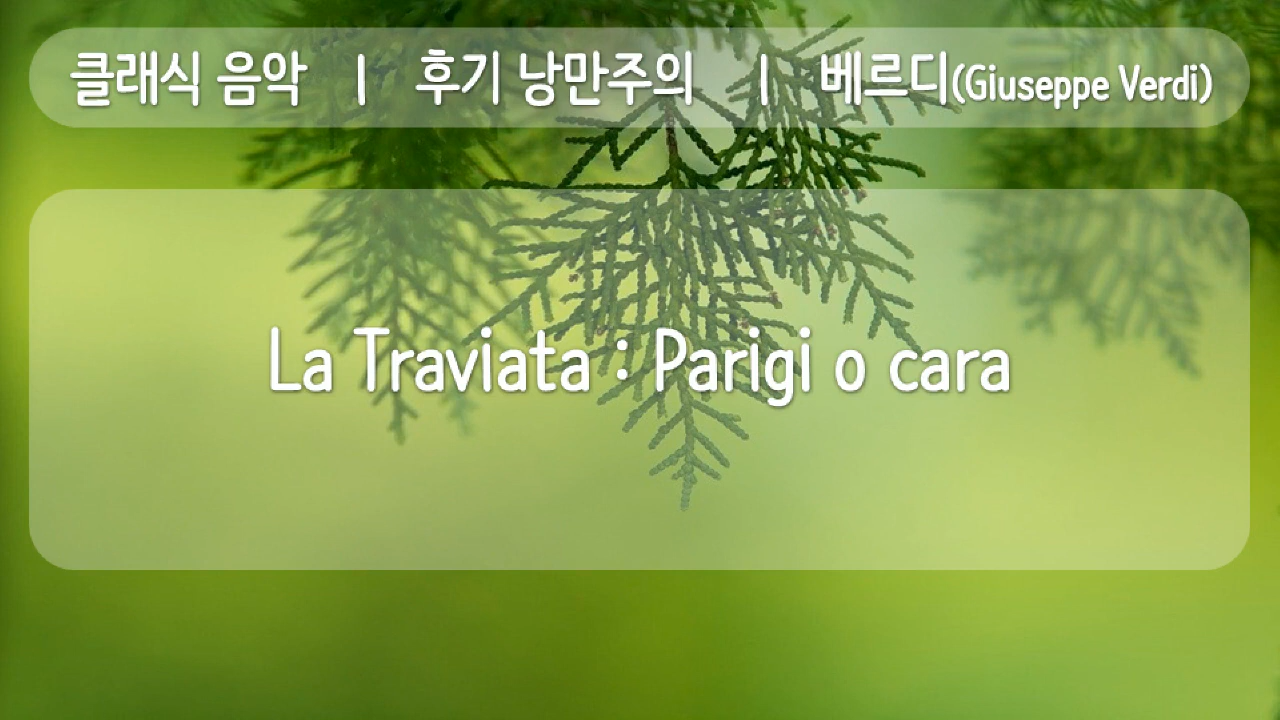 클래식 음악 | 후기 낭만주의 | 베르디(Giuseppe Verdi)
La Traviata : Parigi o cara